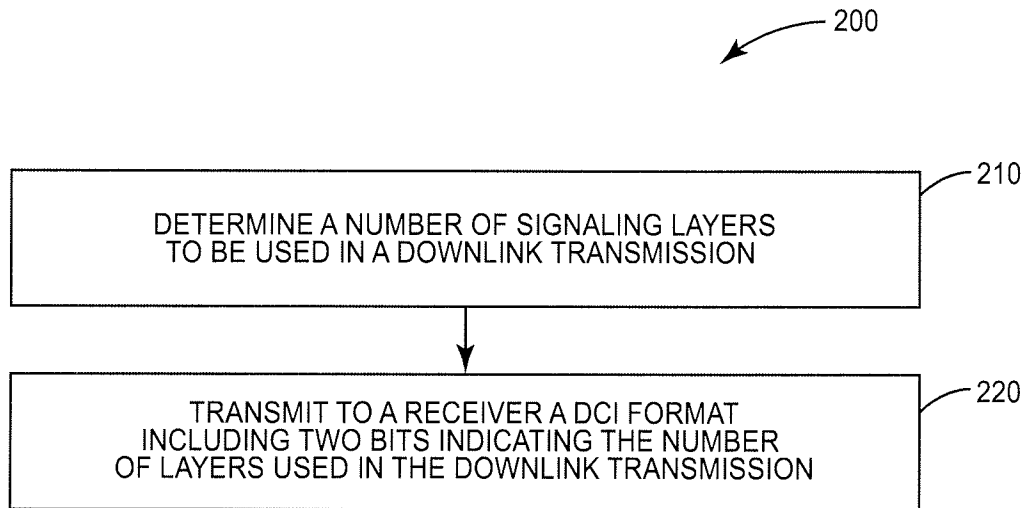 200
210
DETERMINE A NUMBER OF SIGNALING LAYERS
TO BE USED IN A DOWNLINK TRANSMISSION
220
TRANSMIT TO A RECEIVER A DCI FORMAT
INCLUDING TWO BITS INDICATING THE NUMBER
OF LAYERS USED IN THE DOWNLINK TRANSMISSION